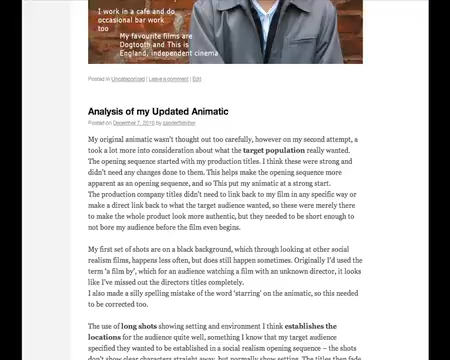 I work in a cafe and do
occasional bar work
too
My favourite films are
Dogtooth and This is
England, independent cinema
Posted in Uncategorized | Leave a comment | Edit
Analysis of my Updated Animatic
Posted on December 7, 2010 by
My original animatic wasn't thought out too carefully, however on my second attempt, a
took a lot more into consideration about what the target population really wanted.
The opening sequence started with my production titles. I think these were strong and
didn't need any changes done to them. This helps make the opening sequence more
apparent as an opening sequence, and so This put my animatic at a strong start.
The production company titles didn't need to link back to my film in any specific way or
make a direct link back to what the target audience wanted, so these were merely there
to make the whole product look more authentic, but they needed to be short enough to
not bore my audience before the film even begins.
My first set of shots are on a black background, which through looking at other social
realism films, happens less often, but does still happen sometimes. Originally I'd used the
term 'a film by', which for an audience watching a film with an unknown director, it looks
like I've missed out the directors titles completely.
I also made a silly spelling mistake of the word 'starring' on the animatic, so this needed
to be corrected too.
The use of long shots showing setting and environment I think establishes the
locations for the audience quite well, something I know that my target audience
specified they wanted to be established in a social realism opening sequence – the shots
don't show clear characters straight away, but normally show setting. The titles then fade